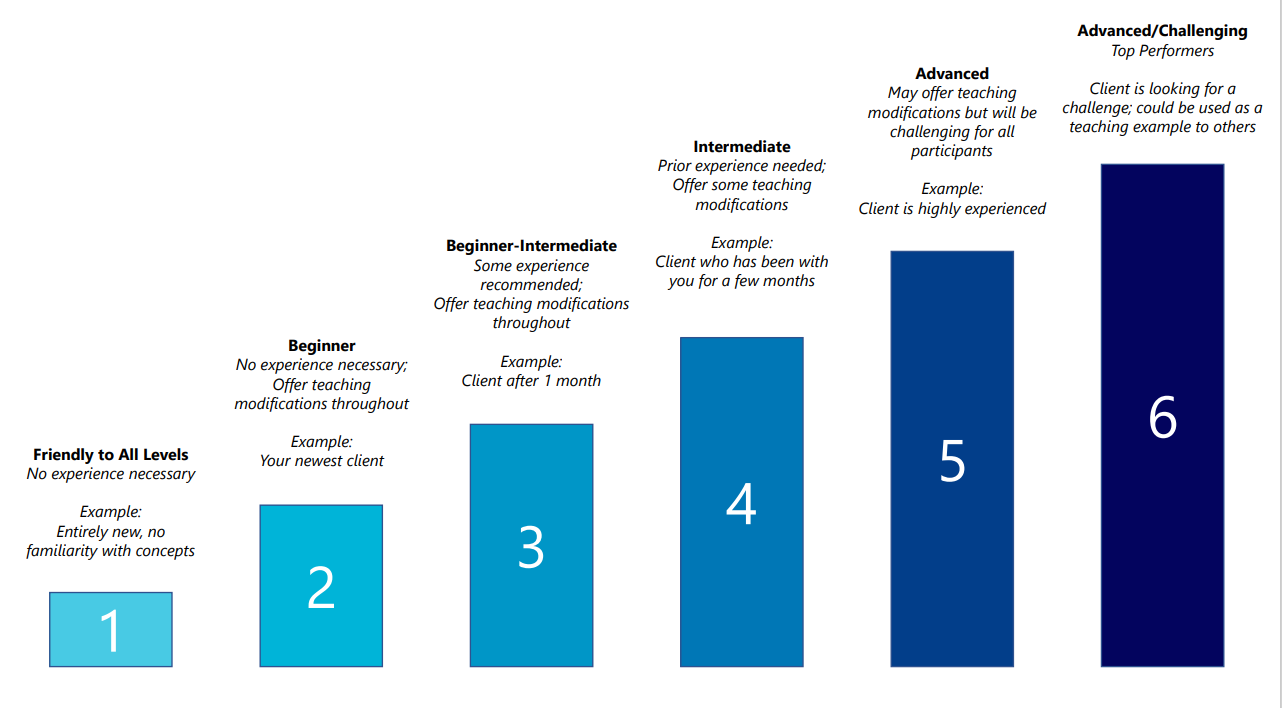 Friendly to All Levels
No experience necessary
Example:
Entirely new, no
familiarity with concepts
1
Beginner
No experience necessary;
Offer teaching
modifications throughout
Example:
Your newest client
2
Beginner-Intermediate
Some experience
recommended;
Offer teaching modifications
throughout
Example:
Client after 1 month
3
Intermediate
Prior experience needed;
Offer some teaching
modifications
Example:
Client who has been with
you for a few months
4
Advanced
May offer teaching
modifications but will be
challenging for all
participants
Example:
Client is highly experienced
5
Advanced/Challenging
Top Performers
Client is looking for a
challenge; could be used as a
teaching example to others
6